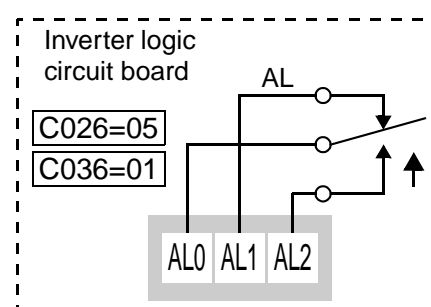 Inverter logic
circuit board
AL
C026=05
C036=01
AL0 AL1 AL2